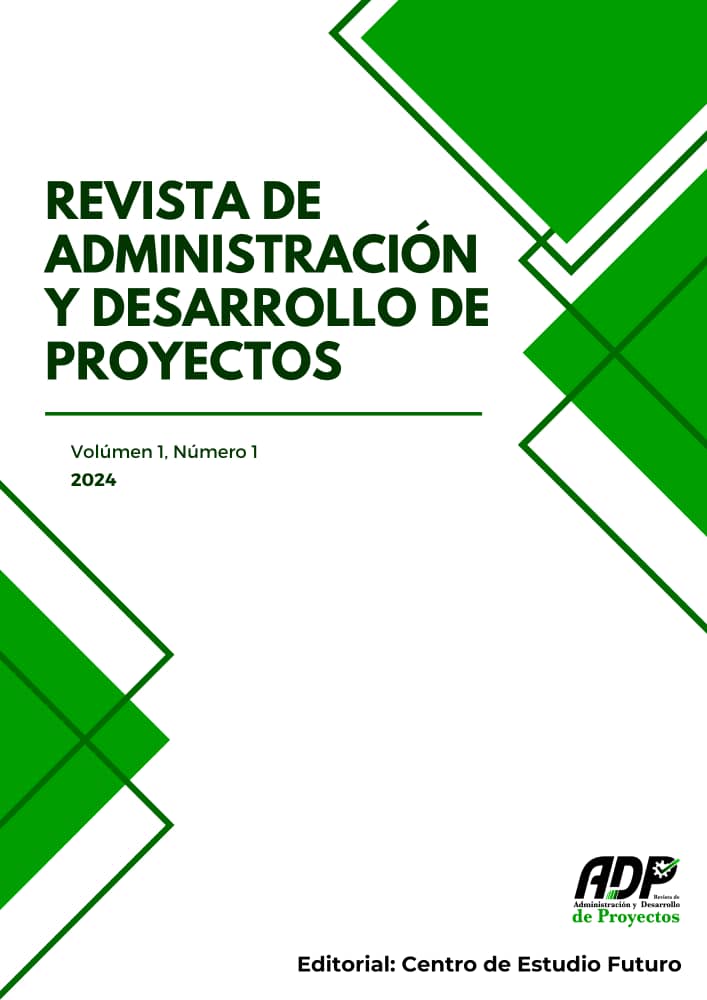 REVISTA DE
ADMINISTRACIÓN
Y DESARROLLO DE
PROYECTOS
Volúmen 1, Número 1
2024
ADP
Revista de
Administración y Desarrollo
de Proyectos
Editorial: Centro de Estudio Futuro